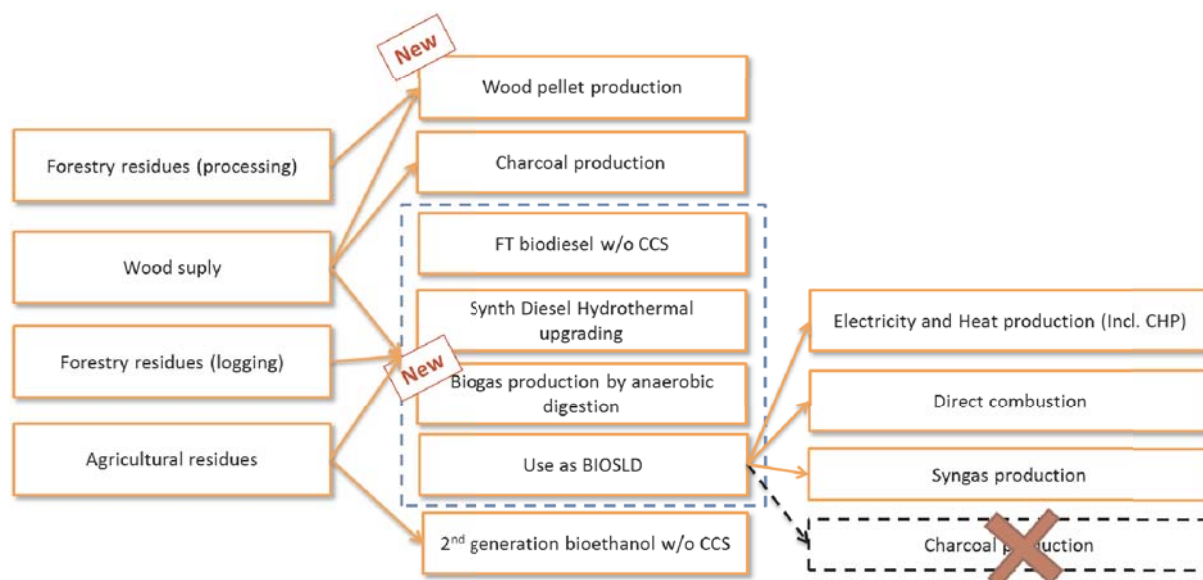 New
Wood pellet production
Forestry residues (processing)
Charcoal production
Wood suply
FT biodiesel w/o CCS
Synth Diesel Hydrothermal
upgrading
Forestry residues (logging)
New
Biogas production by anaerobic
digestion
Agricultural residues
Use as BIOSLD
2nd generation bioethanol w/o CCS
Electricity and Heat production (Incl. CHP)
Direct combustion
Syngas production
Charcoal